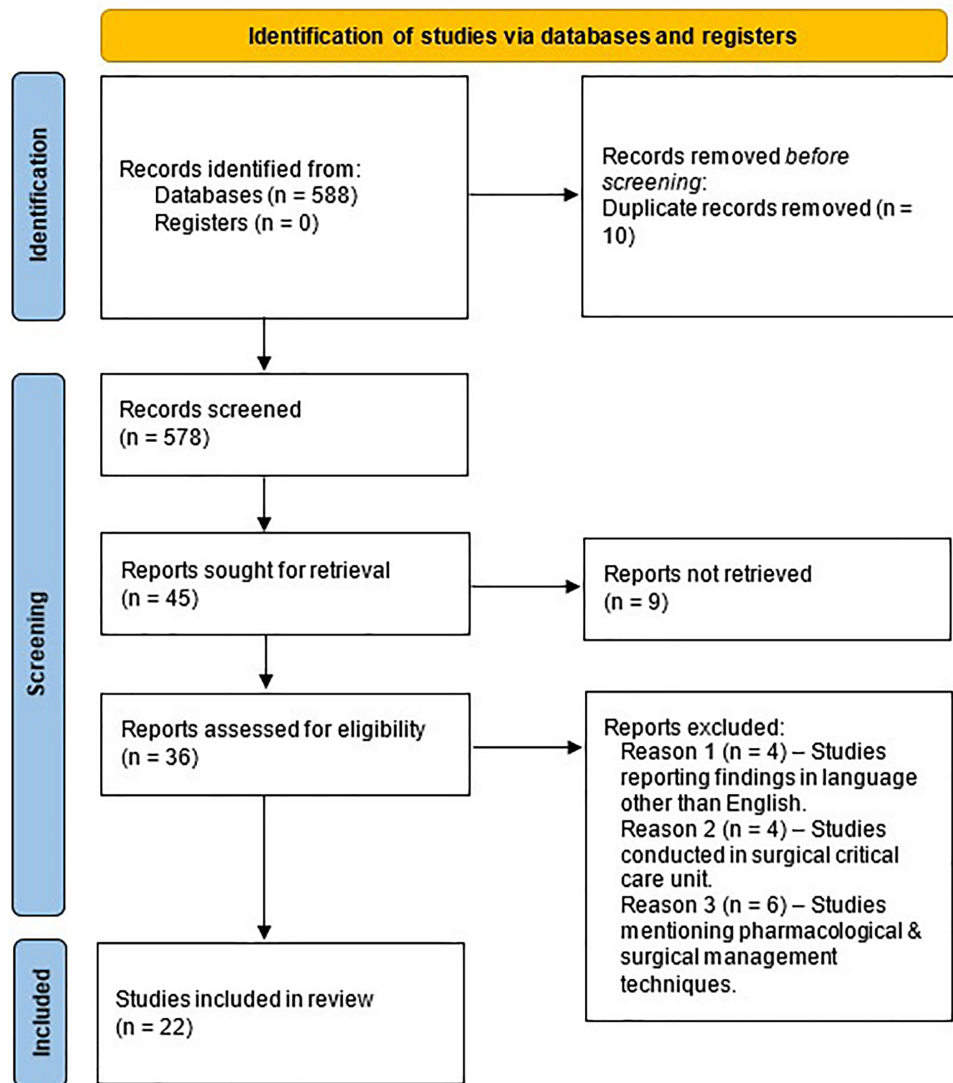 Identification of studies via databases and registers
Identification
Records identified from:
Databases (n = 588)
Registers (n = 0)
Records removed before
screening:
Duplicate records removed (n =
10)
Screening
Records screened
(n = 578)
Reports sought for retrieval
(n = 45)
Reports not retrieved
(n = 9)
Reports assessed for eligibility
(n = 36)
Reports excluded:
Reason 1 (n = 4) – Studies
reporting findings in language
other than English.
Reason 2 (n = 4) – Studies
conducted in surgical critical
care unit.
Reason 3 (n = 6) – Studies
mentioning pharmacological &
surgical management
techniques.
Included
Studies included in review
(n = 22)